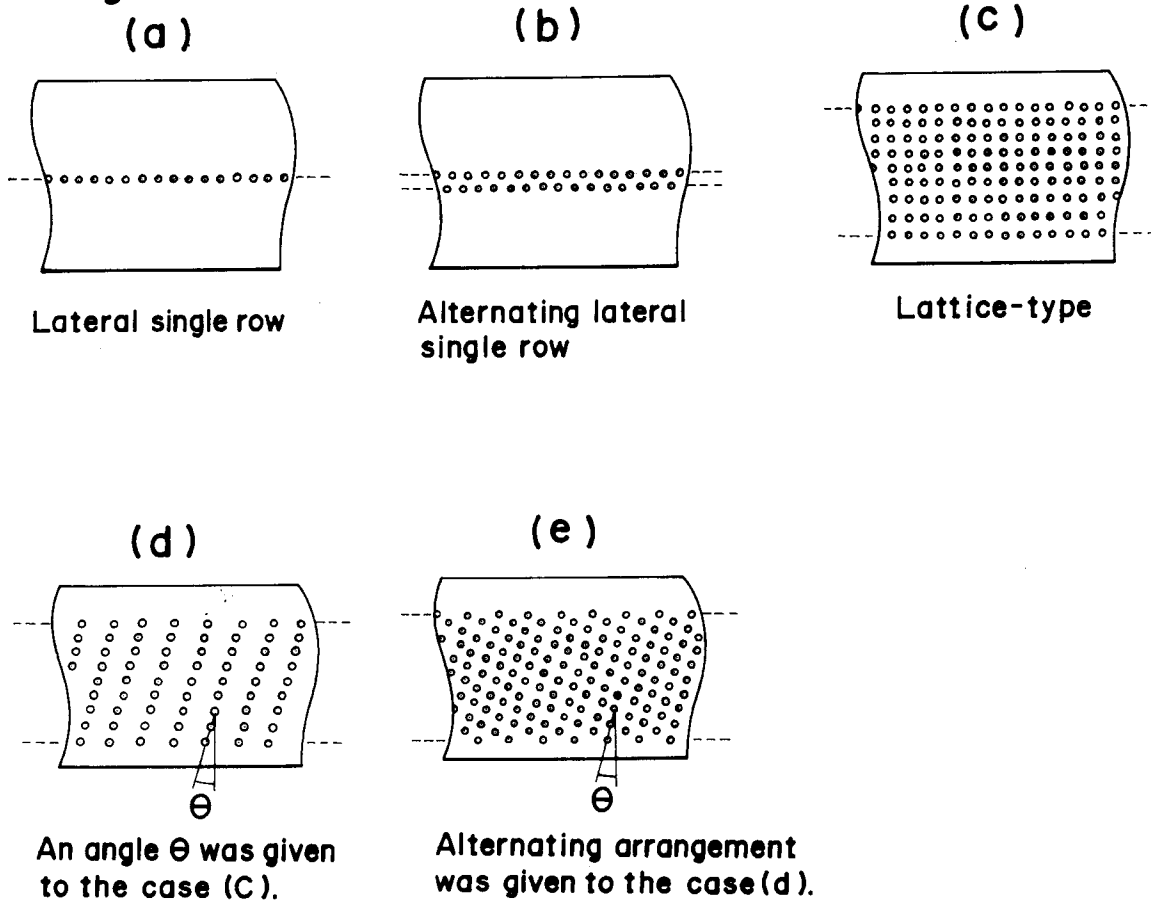 (a)
(b)
(c)
Lateral single row
Alternating lateral
single row
Lattice-type
(d)
(e)
θ
θ
An angle θ was given
to the case (C).
Alternating arrangement
was given to the case (d).